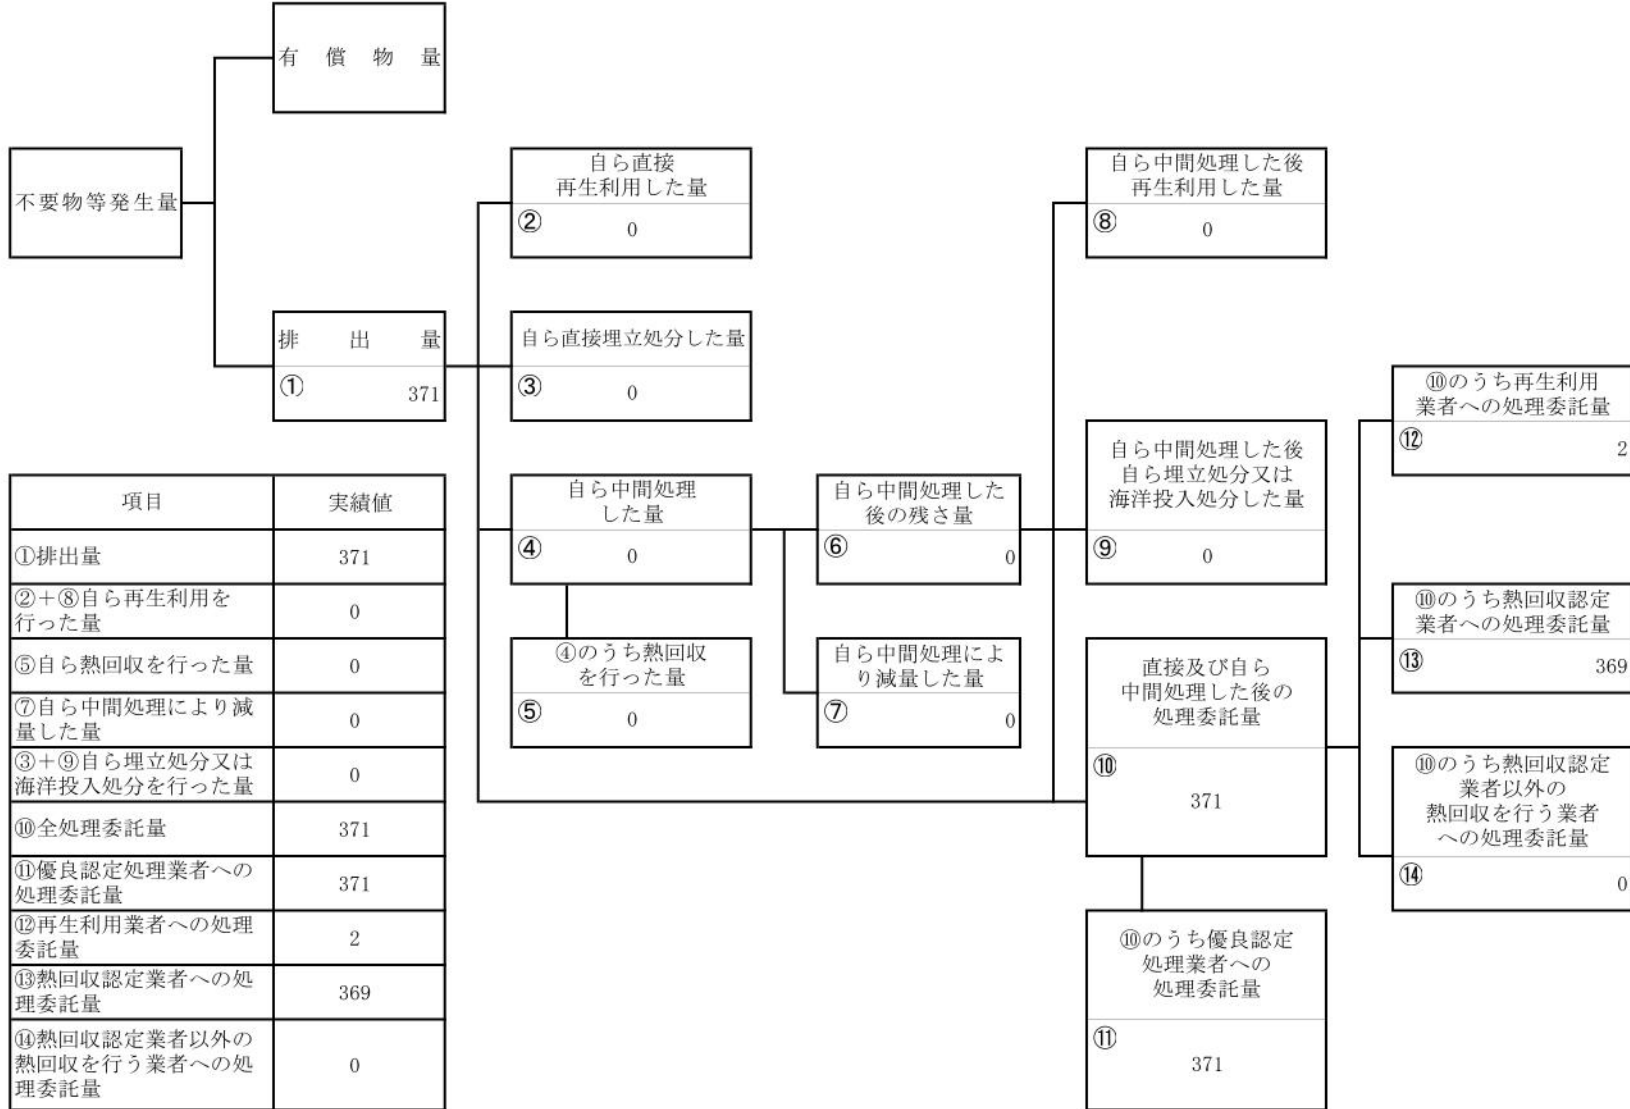 有償物量
不要物等発生量
排出量
①
371
自ら直接
再生利用した量
②
0
自ら直接埋立処分した量
③
0
自ら中間処理
した量
④
0
④のうち熱回収
を行った量
⑤
0
自ら中間処理した
後の残さ量
⑥
0
自ら中間処理によ
り減量した量
⑦
0
自ら中間処理した後
再生利用した量
⑧
0
自ら中間処理した後
自ら埋立処分又は
海洋投入処分した量
⑨
0
直接及び自ら
中間処理した後の
処理委託量
⑩
371
⑩のうち優良認定
処理業者への
処理委託量
⑪
371
⑩のうち再生利用
業者への処理委託量
⑫
2
⑩のうち熱回収認定
業者への処理委託量
⑬
369
⑩のうち熱回収認定
業者以外の
熱回収を行う業者
への処理委託量
⑭
0
項目 実績値
①排出量 371
②＋⑧自ら再生利用を
行った量 0
⑤自ら熱回収を行った量 0
⑦自ら中間処理により減
量した量 0
③＋⑨自ら埋立処分又は
海洋投入処分を行った量 0
⑩全処理委託量 371
⑪優良認定処理業者への
処理委託量 371
⑫再生利用業者への処理
委託量 2
⑬熱回収認定業者への処
理委託量 369
⑭熱回収認定業者以外の
熱回収を行う業者への処
理委託量 0